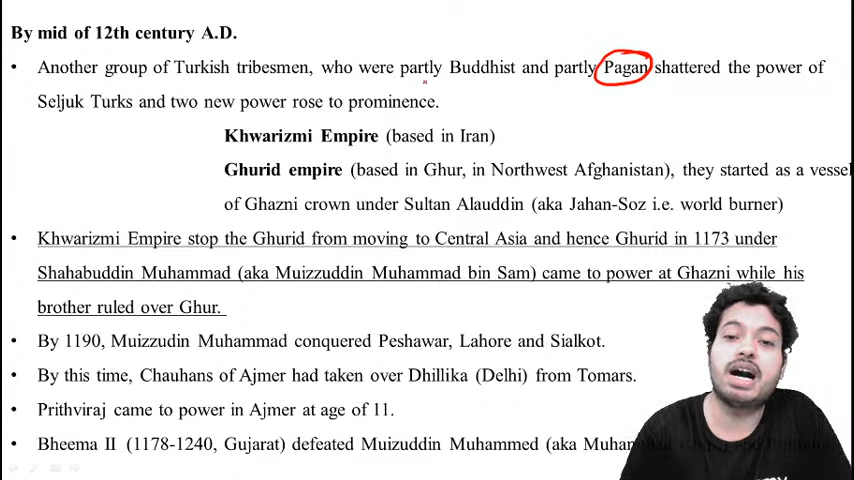 By mid of 12th century A.D.
• Another group of Turkish tribesmen, who were partly Buddhist and partly Pagan shattered the power of
Seljuk Turks and two new power rose to prominence.
Khwarizmi Empire (based in Iran)
Ghurid empire (based in Ghur, in Northwest Afghanistan), they started as a vessel
of Ghazni crown under Sultan Alauddin (aka Jahan-Soz i.e. world burner)
• Khwarizmi Empire stop the Ghurid from moving to Central Asia and hence Ghurid in 1173 under
Shahabuddin Muhammad (aka Muizzuddin Muhammad bin Sam) came to power at Ghazni while his
brother ruled over Ghur.
• By 1190, Muizzudin Muhammad conquered Peshawar, Lahore and Sialkot.
• By this time, Chauhans of Ajmer had taken over Dhillika (Delhi) from Tomars.
• Prithviraj came to power in Ajmer at age of 11.
• Bheema II (1178-1240, Gujarat) defeated Muizuddin Muhammed (aka